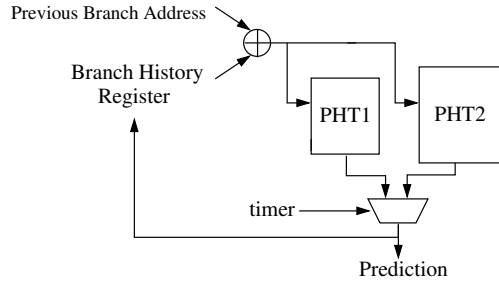 Previous Branch Address
Branch History
Register
PHT1
PHT2
timer
Prediction